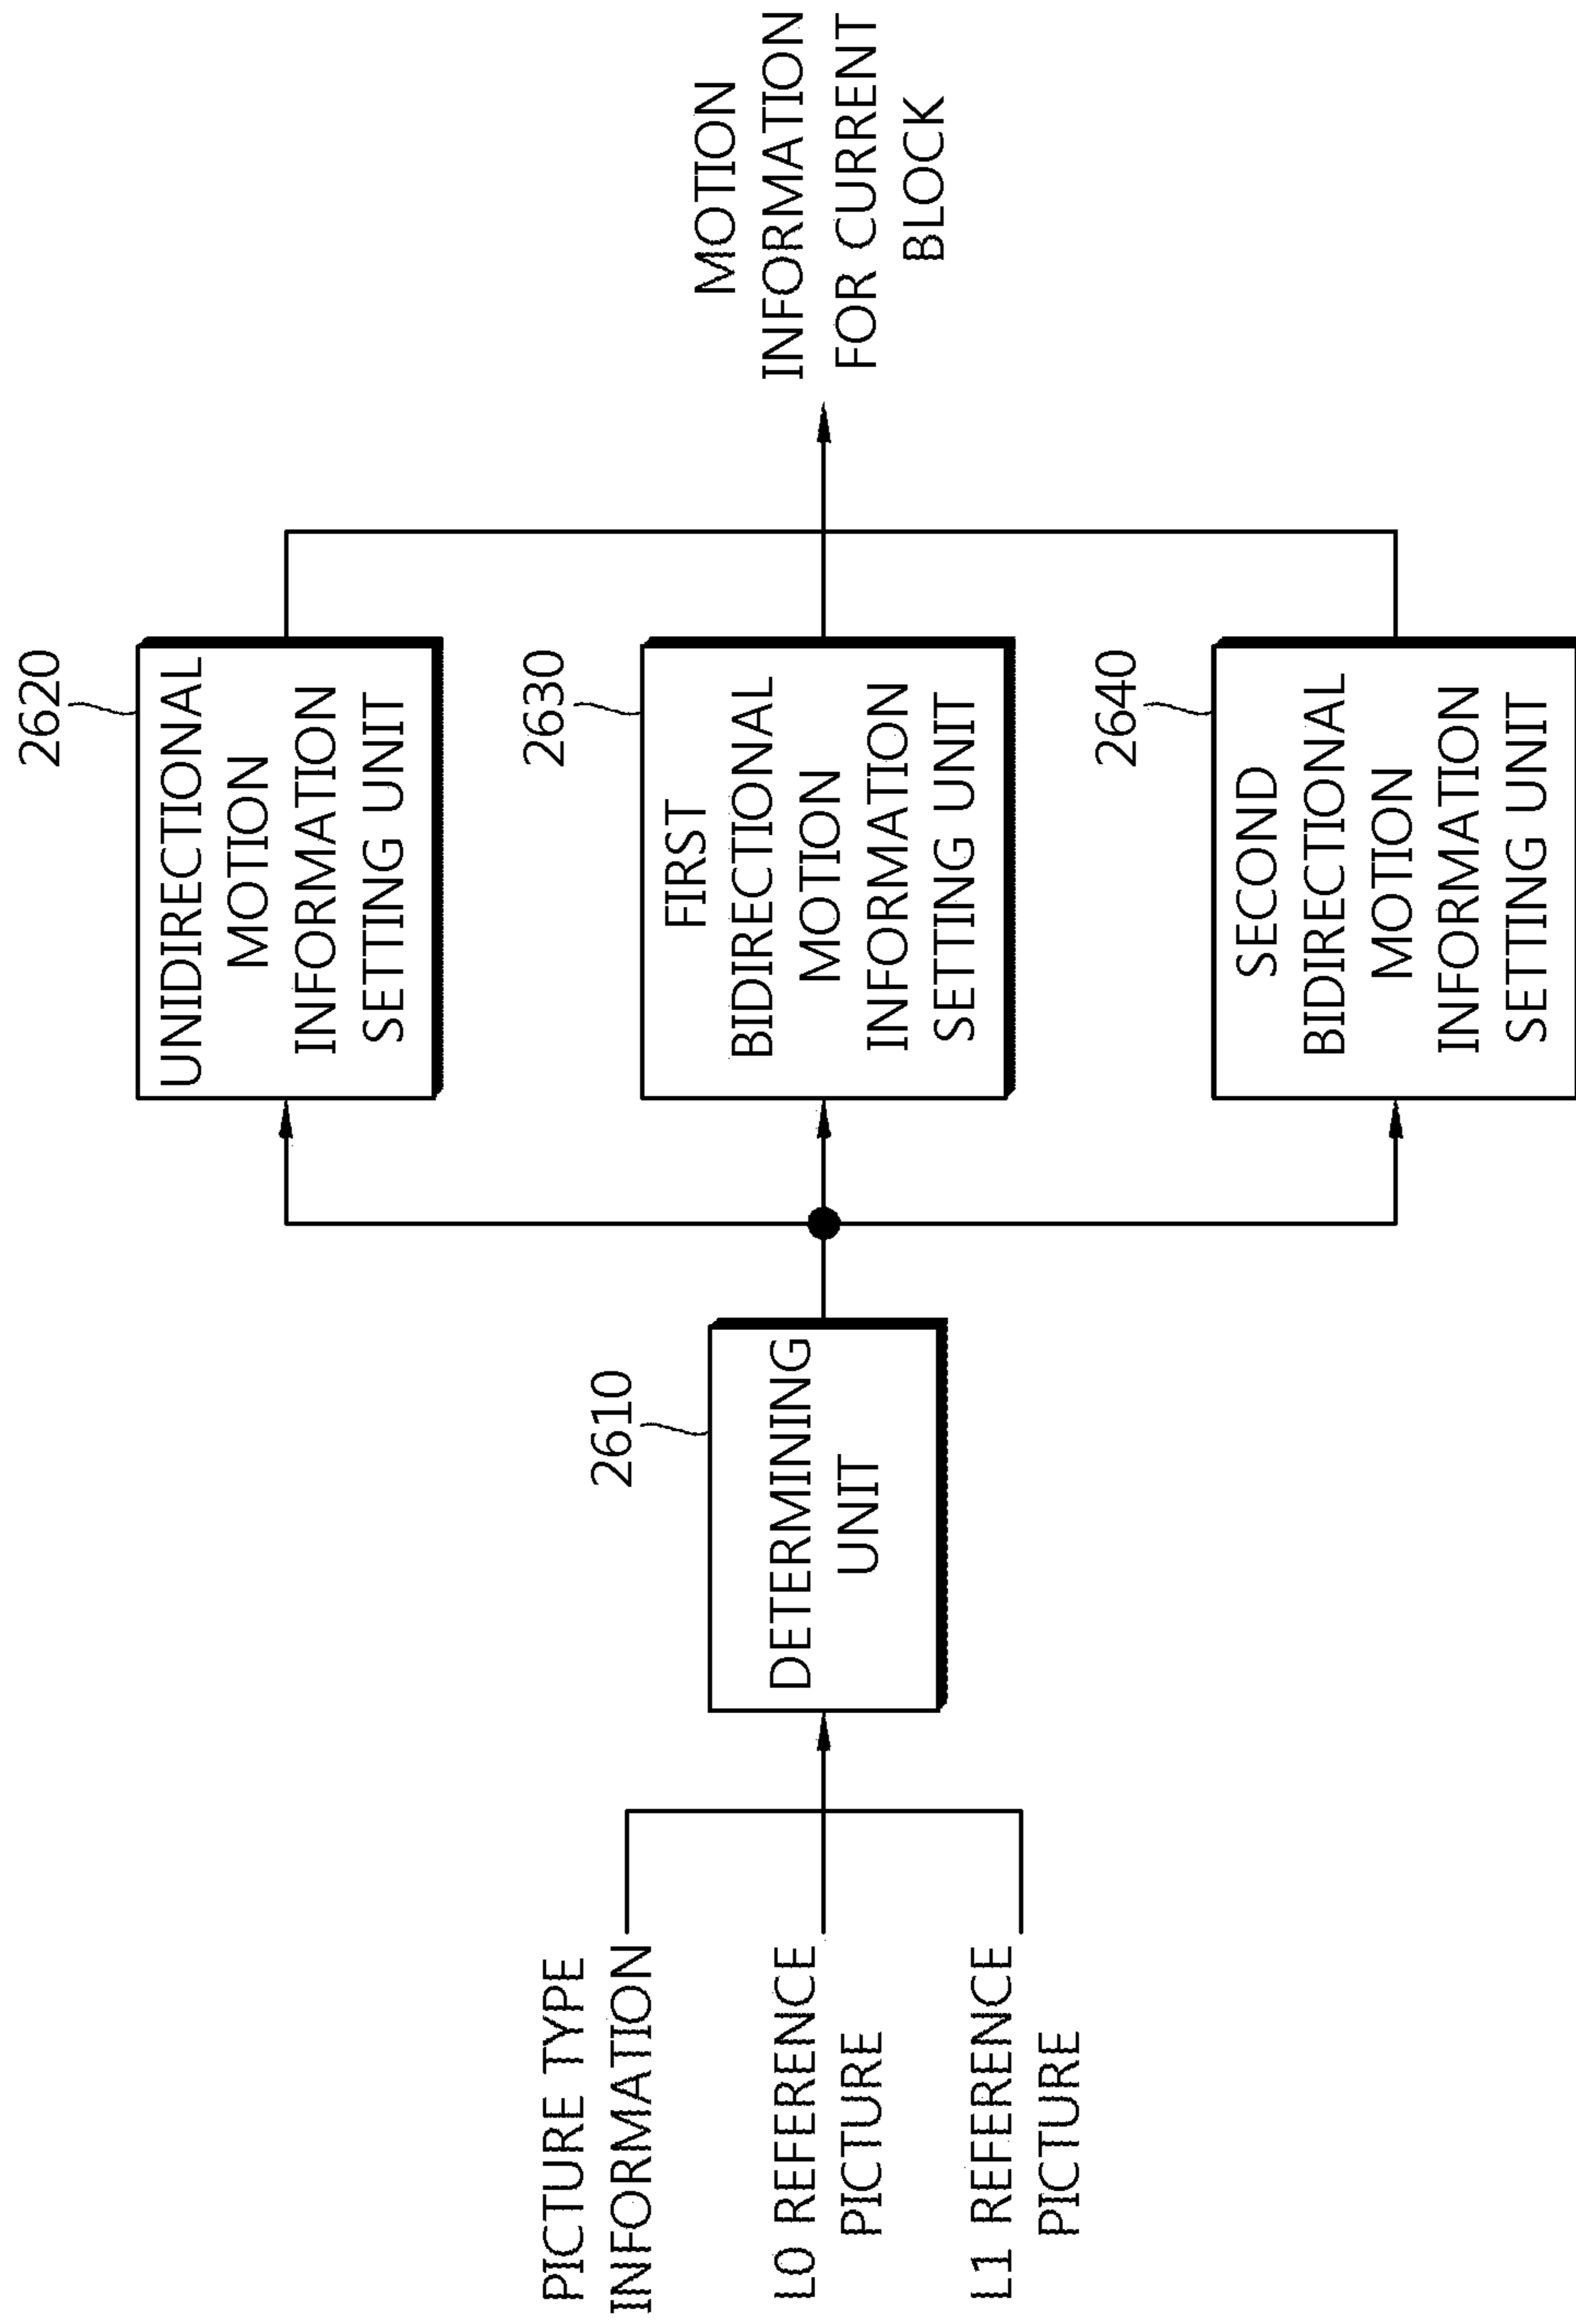 PICTURE TYPE
INFORMATION
L0 REFERENCE
PICTURE
L1 REFERENCE
PICTURE
2610
DETERMINING
UNIT
2620
UNIDIRECTIONAL
MOTION
INFORMATION
SETTING UNIT
2630
FIRST
BIDIRECTIONAL
MOTION
INFORMATION
SETTING UNIT
2640
SECOND
BIDIRECTIONAL
MOTION
INFORMATION
SETTING UNIT
MOTION
INFORMATION
FOR CURRENT
BLOCK